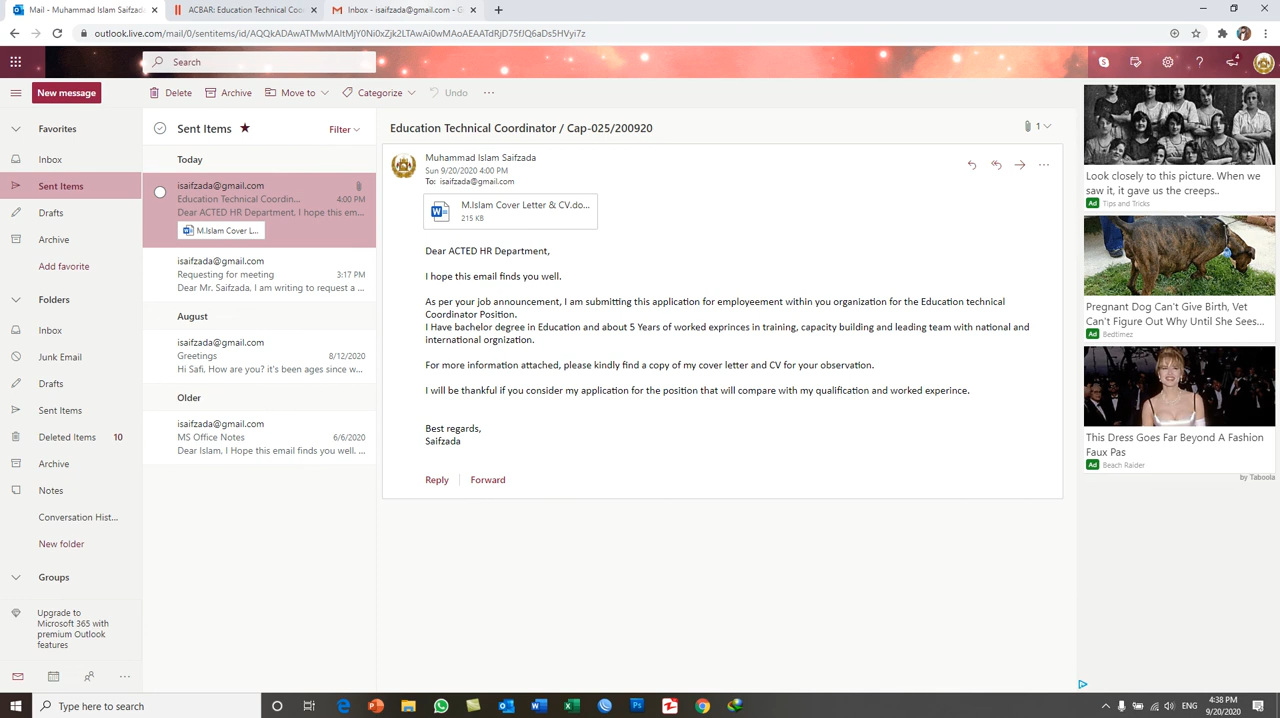 Mail - Muhammad Islam Saifzada
ACBAR: Education Technical Coo
Inbox - isaifzada@gmail.com - G
outlook.live.com/mail/0/sentitems/id/AQQkADAwATMwMAItMjY0Ni0xZjk2LTAwAi0wMAoAEAATdRjD75fJQ6aDs5HVyi7z
Search
4
New message
Delete
Archive
Move to
Categorize
Undo
Favorites
Inbox
Sent Items
Drafts
Archive
Add favorite
Folders
Inbox
Junk Email
Drafts
Sent Items
Deleted Items 10
Archive
Notes
Conversation Hist...
New folder
Groups
Upgrade to
Microsoft 365 with
premium Outlook
features
Sent Items ★
Filter
Today
isaifzada@gmail.com
Education Technical Coordin... 4:00 PM
Dear ACTED HR Department, I hope this em...
M.Islam Cover L...
isaifzada@gmail.com
Requesting for meeting 3:17 PM
Dear Mr. Saifzada, I am writing to request a ...
August
isaifzada@gmail.com
Greetings 8/12/2020
Hi Safi, How are you? it's been ages since w...
Older
isaifzada@gmail.com
MS Office Notes 6/6/2020
Dear Islam, I Hope this email finds you well. ...
Education Technical Coordinator / Cap-025/200920
1
Muhammad Islam Saifzada
Sun 9/20/2020 4:00 PM
To: isaifzada@gmail.com
M.Islam Cover Letter & CV.do...
215 KB
Dear ACTED HR Department,
I hope this email finds you well.
As per your job announcement, I am submitting this application for employeement within you organization for the Education technical
Coordinator Position.
I Have bachelor degree in Education and about 5 Years of worked exprinces in training, capacity building and leading team with national and
international orgnization.
For more information attached, please kindly find a copy of my cover letter and CV for your observation.
I will be thankful if you consider my application for the position that will compare with my qualification and worked experince.
Best regards,
Saifzada
Reply
Forward
Look closely to this picture. When we
saw it, it gave us the creeps..
Ad Tips and Tricks
Pregnant Dog Can't Give Birth, Vet
Can't Figure Out Why Until She Sees...
Ad Bedtimez
This Dress Goes Far Beyond A Fashion
Faux Pas
Ad Beach Raider
by Taboola
Type here to search
ENG
4:38 PM
9/20/2020